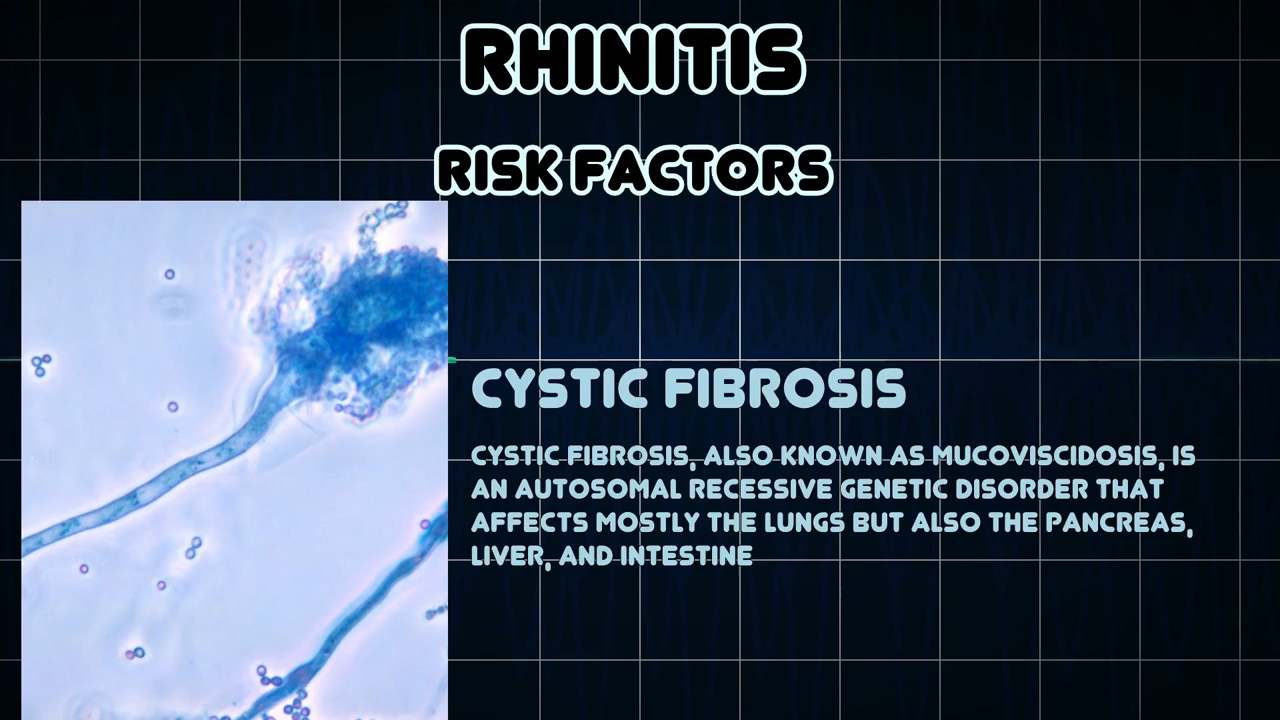 RHINITIS
RISK FACTORS
CYSTIC FIBROSIS
CYSTIC FIBROSIS, ALSO KNOWN AS MUCOVISCIDOSIS, IS
AN AUTOSOMAL RECESSIVE GENETIC DISORDER THAT
AFFECTS MOSTLY THE LUNGS BUT ALSO THE PANCREAS,
LIVER, AND INTESTINE